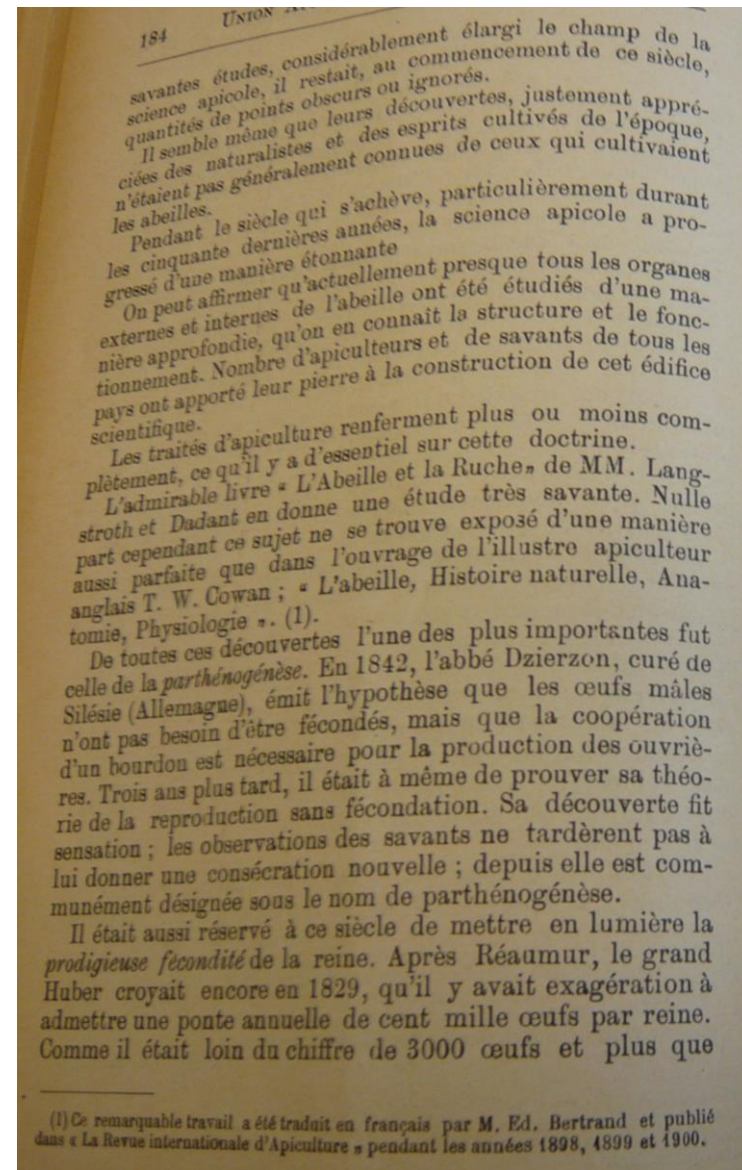 184 UNION
savantes études, considérablement élargi le champ de la
science apicole, il restait, au commencement de ce siècle,
quantités de points obscurs ou ignorés.
Il semble même que leurs découvertes, justement appré-
ciées des naturalistes et des esprits cultivés de l'époque,
n'étaient pas généralement connues de ceux qui cultivaient
les abeilles.
Pendant le siècle qui s'achève, particulièrement durant
les cinquante dernières années, la science apicole a pro-
gressé d'une manière étonnante
On peut affirmer qu'actuellement presque tous les organes
externes et internes de l'abeille ont été étudiés d'une ma-
nière approfondie, qu'on en connaît la structure et le fonc-
tionnement. Nombre d'apiculteurs et de savants de tous les
pays ont apporté leur pierre à la construction de cet édifice
scientifique.
Les traités d'apiculture renferment plus ou moins com-
plètement, ce qu'il y a d'essentiel sur cette doctrine.
L'admirable livre « L'Abeille et la Ruche » de MM. Lang-
stroth et Dadant en donne une étude très savante. Nulle
part cependant ce sujet ne se trouve exposé d'une manière
aussi parfaite que dans l'ouvrage de l'illustre apiculteur
anglais T. W. Cowan ; « L'abeille, Histoire naturelle, Ana-
tomie, Physiologie ». (1).
De toutes ces découvertes l'une des plus importantes fut
celle de la parthénogénèse. En 1842, l'abbé Dzierzon, curé de
Silésie (Allemagne), émit l'hypothèse que les œufs mâles
n'ont pas besoin d'être fécondés, mais que la coopération
d'un bourdon est nécessaire pour la production des ouvriè-
res. Trois ans plus tard, il était à même de prouver sa théo-
rie de la reproduction sans fécondation. Sa découverte fit
sensation ; les observations des savants ne tardèrent pas à
lui donner une consécration nouvelle ; depuis elle est com-
munément désignée sous le nom de parthénogénèse.
Il était aussi réservé à ce siècle de mettre en lumière la
prodigieuse fécondité de la reine. Après Réaumur, le grand
Huber croyait encore en 1829, qu'il y avait exagération à
admettre une ponte annuelle de cent mille œufs par reine.
Comme il était loin du chiffre de 3000 œufs et plus que
(1) Ce remarquable travail a été traduit en français par M. Ed. Bertrand et publié
dans « La Revue internationale d'Apiculture » pendant les années 1898, 1899 et 1900.